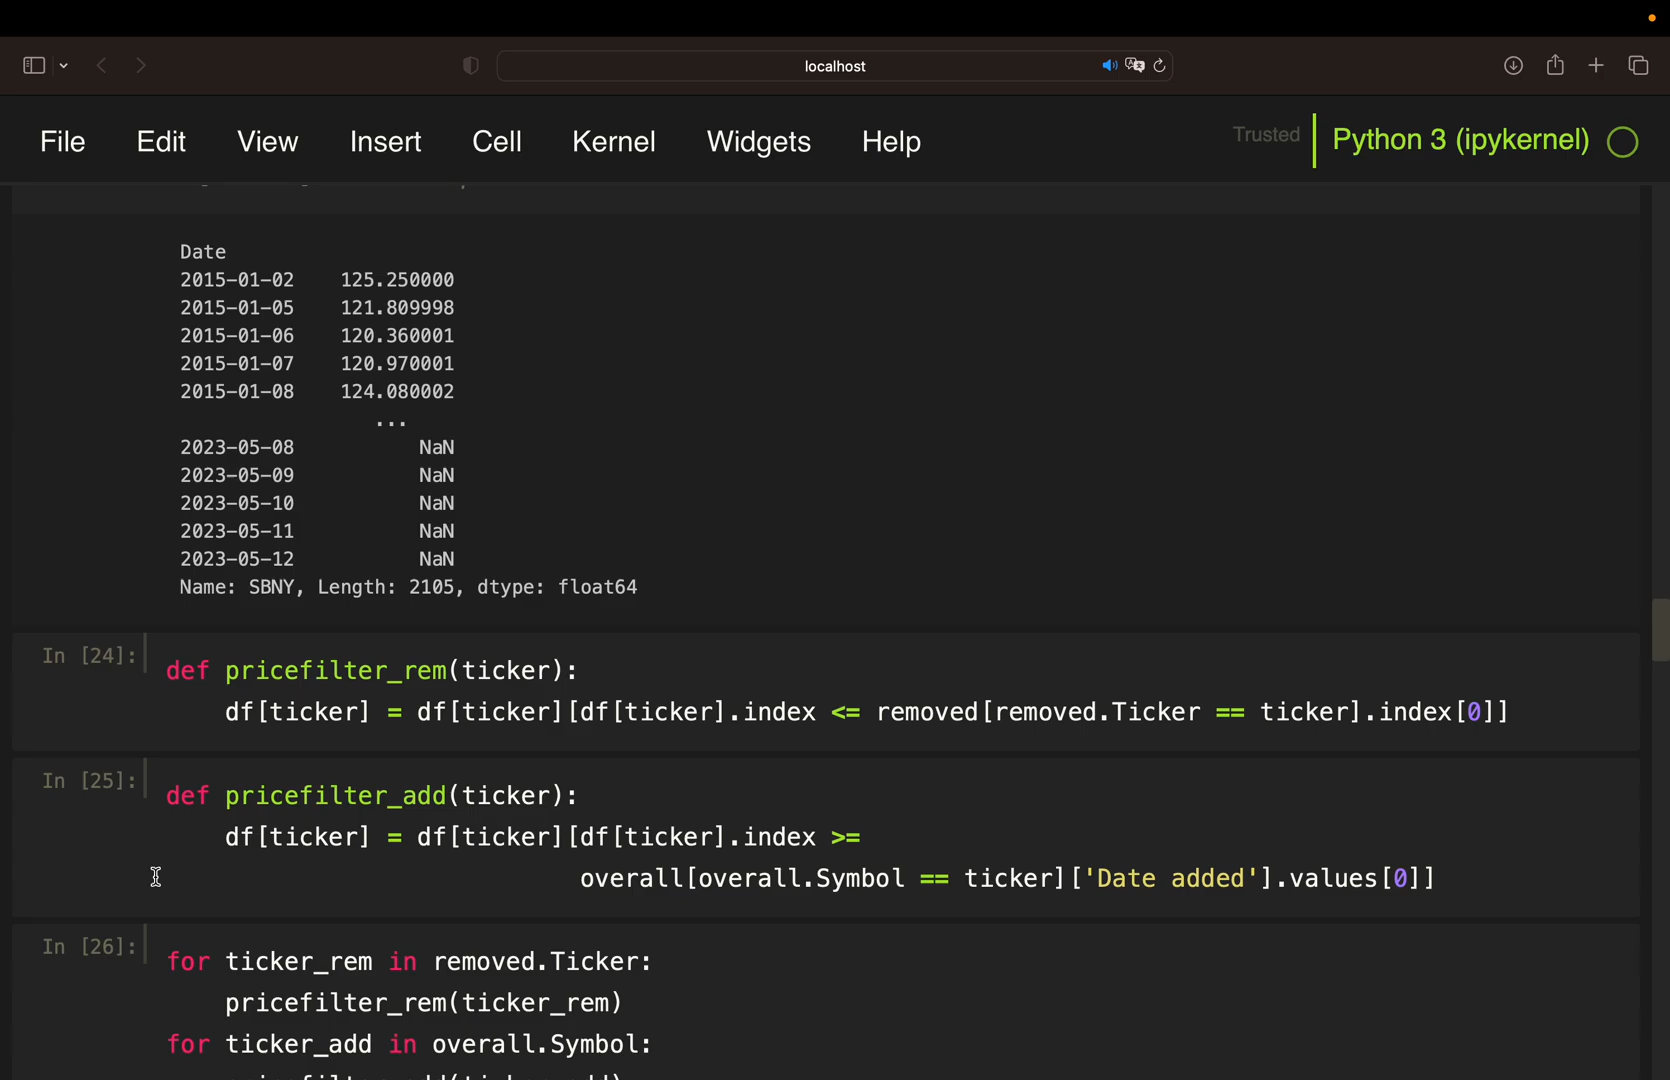 localhost
File Edit View Insert Cell Kernel Widgets Help Trusted Python 3 (ipykernel)
Date
2015-01-02 125.250000
2015-01-05 121.809998
2015-01-06 120.360001
2015-01-07 120.970001
2015-01-08 124.080002
...
2023-05-08 NaN
2023-05-09 NaN
2023-05-10 NaN
2023-05-11 NaN
2023-05-12 NaN
Name: SBNY, Length: 2105, dtype: float64
In [24]: def pricefilter_rem(ticker):
df[ticker] = df[ticker][df[ticker].index <= removed[removed.Ticker == ticker].index[0]]
In [25]: def pricefilter_add(ticker):
df[ticker] = df[ticker][df[ticker].index >=
overall[overall.Symbol == ticker]['Date added'].values[0]]
In [26]: for ticker_rem in removed.Ticker:
pricefilter_rem(ticker_rem)
for ticker_add in overall.Symbol: